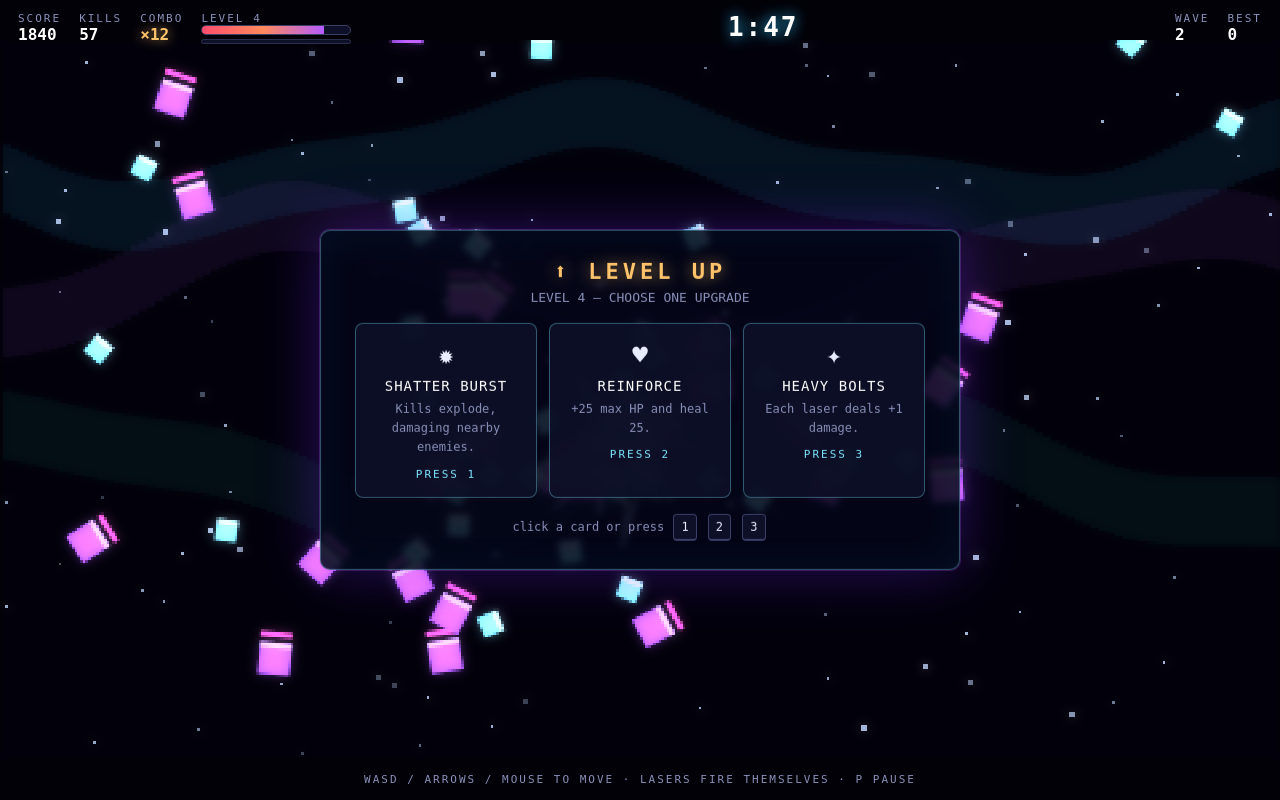 SCORE KILLS COMBO LEVEL 4
1840 57 ×12
1:47
WAVE BEST
2 0
⬆ LEVEL UP
LEVEL 4 — CHOOSE ONE UPGRADE
SHATTER BURST
Kills explode,
damaging nearby
enemies.
PRESS 1
REINFORCE
+25 max HP and heal
25.
PRESS 2
HEAVY BOLTS
Each laser deals +1
damage.
PRESS 3
click a card or press 1 2 3
WASD / ARROWS / MOUSE TO MOVE · LASERS FIRE THEMSELVES · P PAUSE